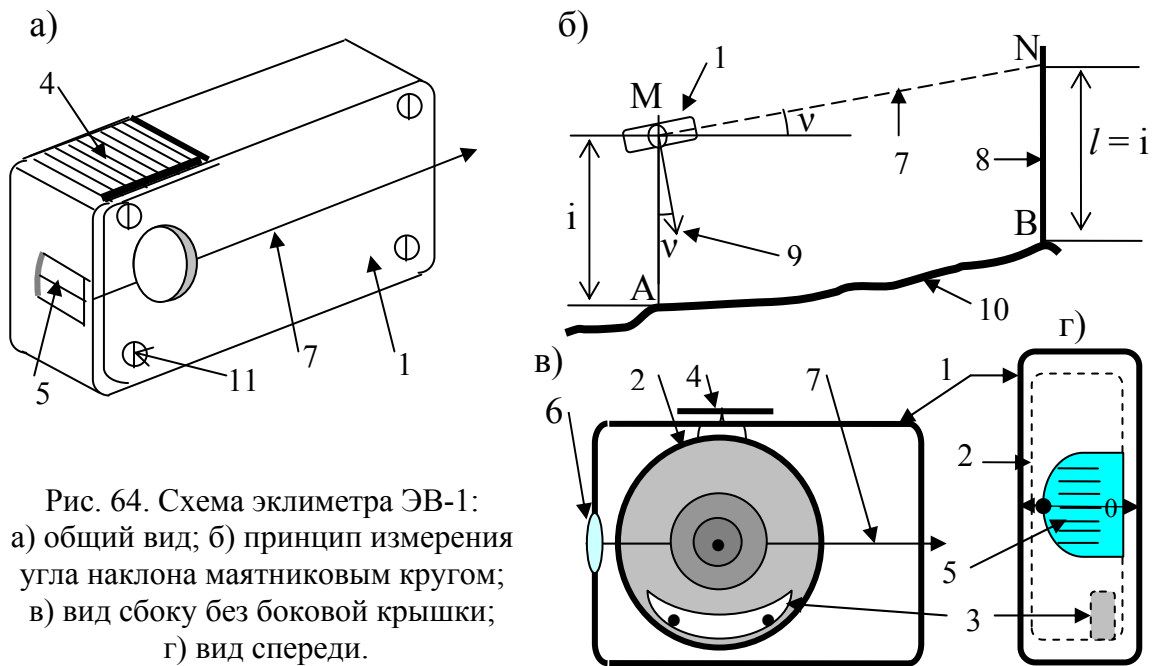 а)
4
5
11
7
1
б)
M
1
N
ν
7
8
l = i
i
ν
9
A
B
10
в)
2
4
7
1
6
3
г)
2
0
5
Рис. 64. Схема эклиметра ЭВ-1:
а) общий вид; б) принцип измерения
угла наклона маятниковым кругом;
в) вид сбоку без боковой крышки;
г) вид спереди.